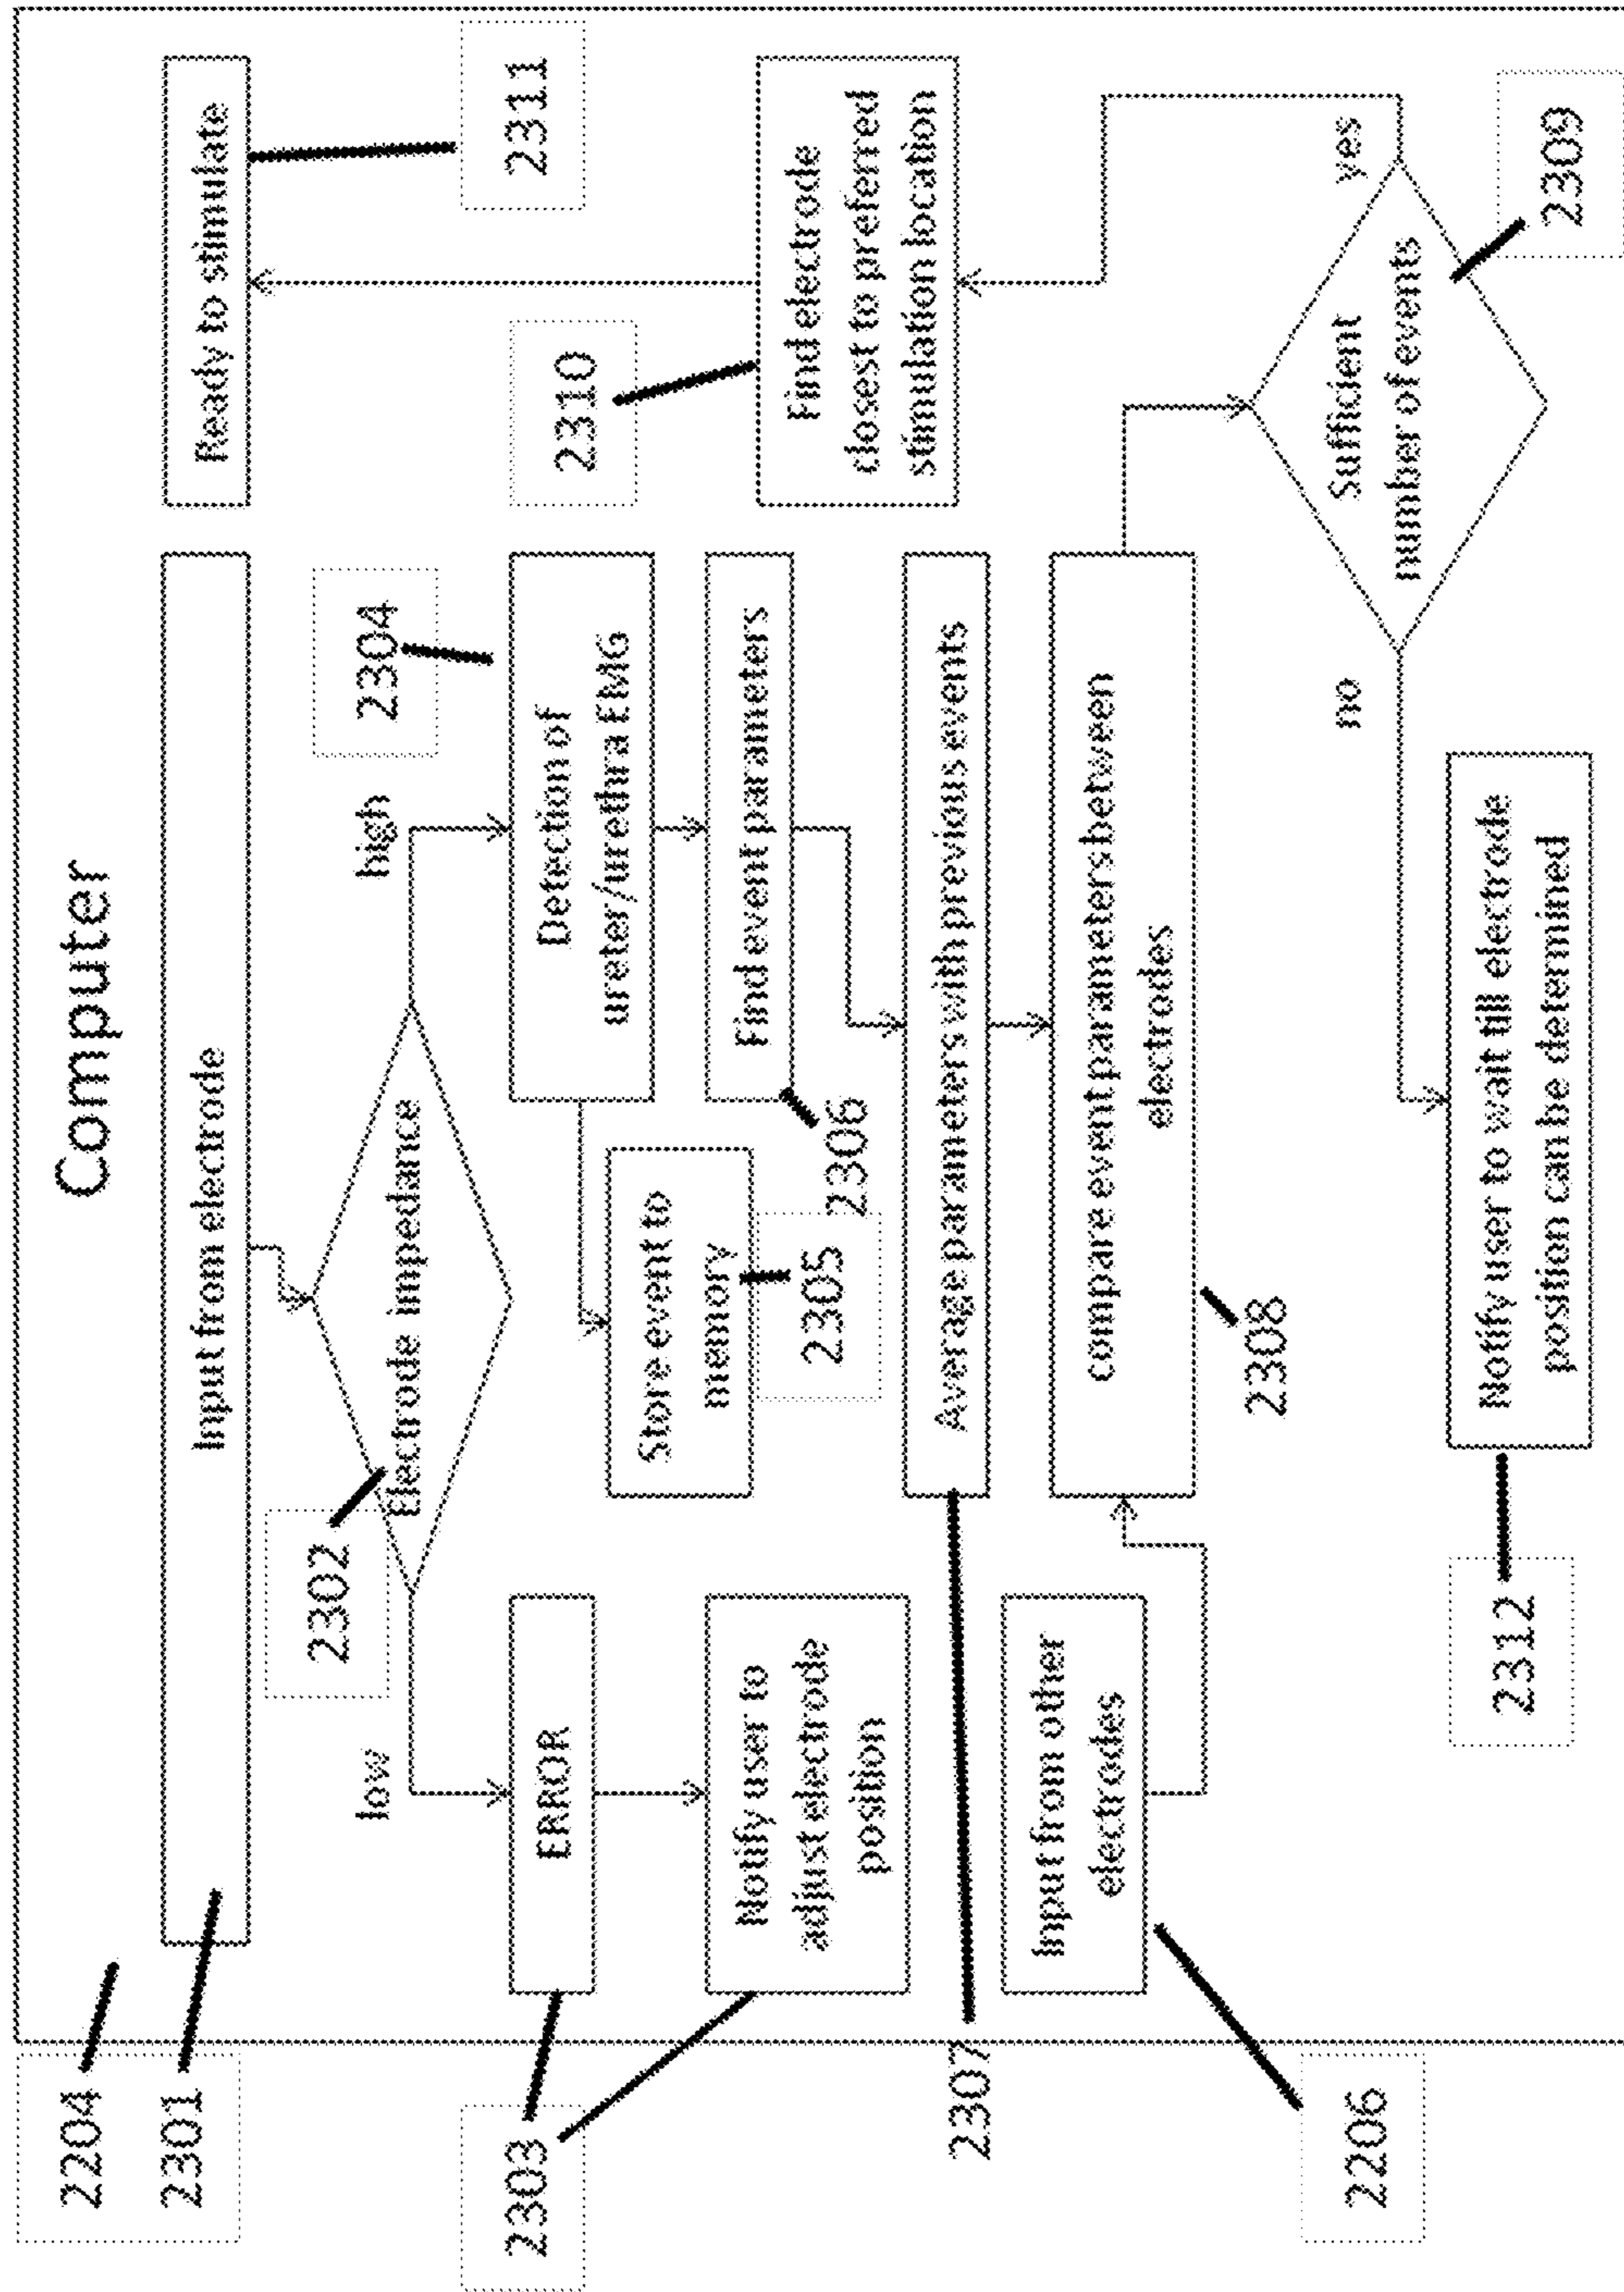 Computer
2204
2301
Input from electrode
Ready to stimulate
2302
Electrode impedance
low
high
2304
2311
2303
ERROR
Detection of
ureter/urethra EMG
2310
Store event to
memory
2305
Notify user to
adjust electrode
position
Find event parameters
2306
Find electrode
closest to preferred
stimulation location
2307
Average parameters with previous events
Input from other
electrodes
2206
compare event parameters between
electrodes
2308
Sufficient
number of events
yes
no
2309
2312
Notify user to wait till electrode
position can be determined